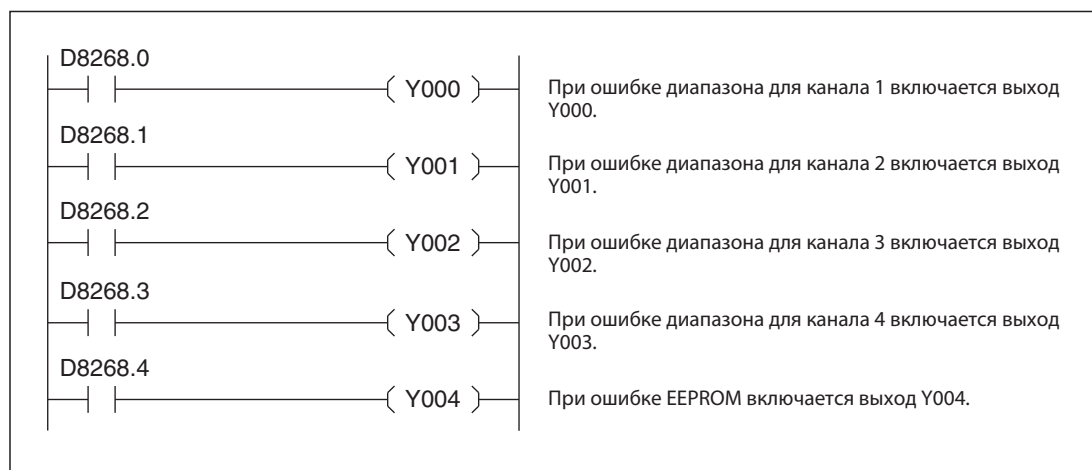 D8268.0
Y000
При ошибке диапазона для канала 1 включается выход
Y000.
D8268.1
Y001
При ошибке диапазона для канала 2 включается выход
Y001.
D8268.2
Y002
При ошибке диапазона для канала 3 включается выход
Y002.
D8268.3
Y003
При ошибке диапазона для канала 4 включается выход
Y003.
D8268.4
Y004
При ошибке EEPROM включается выход Y004.